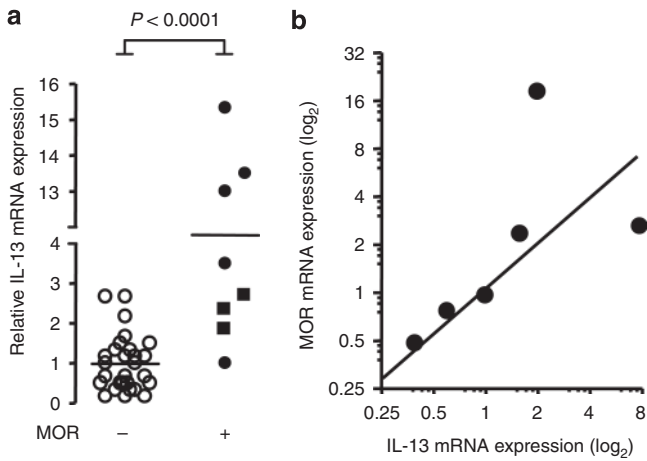 a
P < 0.0001
Relative IL-13 mRNA expression
16
15
14
13
4
3
2
1
0
MOR − +
b
MOR mRNA expression (log2)
32
16
8
4
2
1
0.5
0.25
0.25 0.5 1 2 4 8
IL-13 mRNA expression (log2)